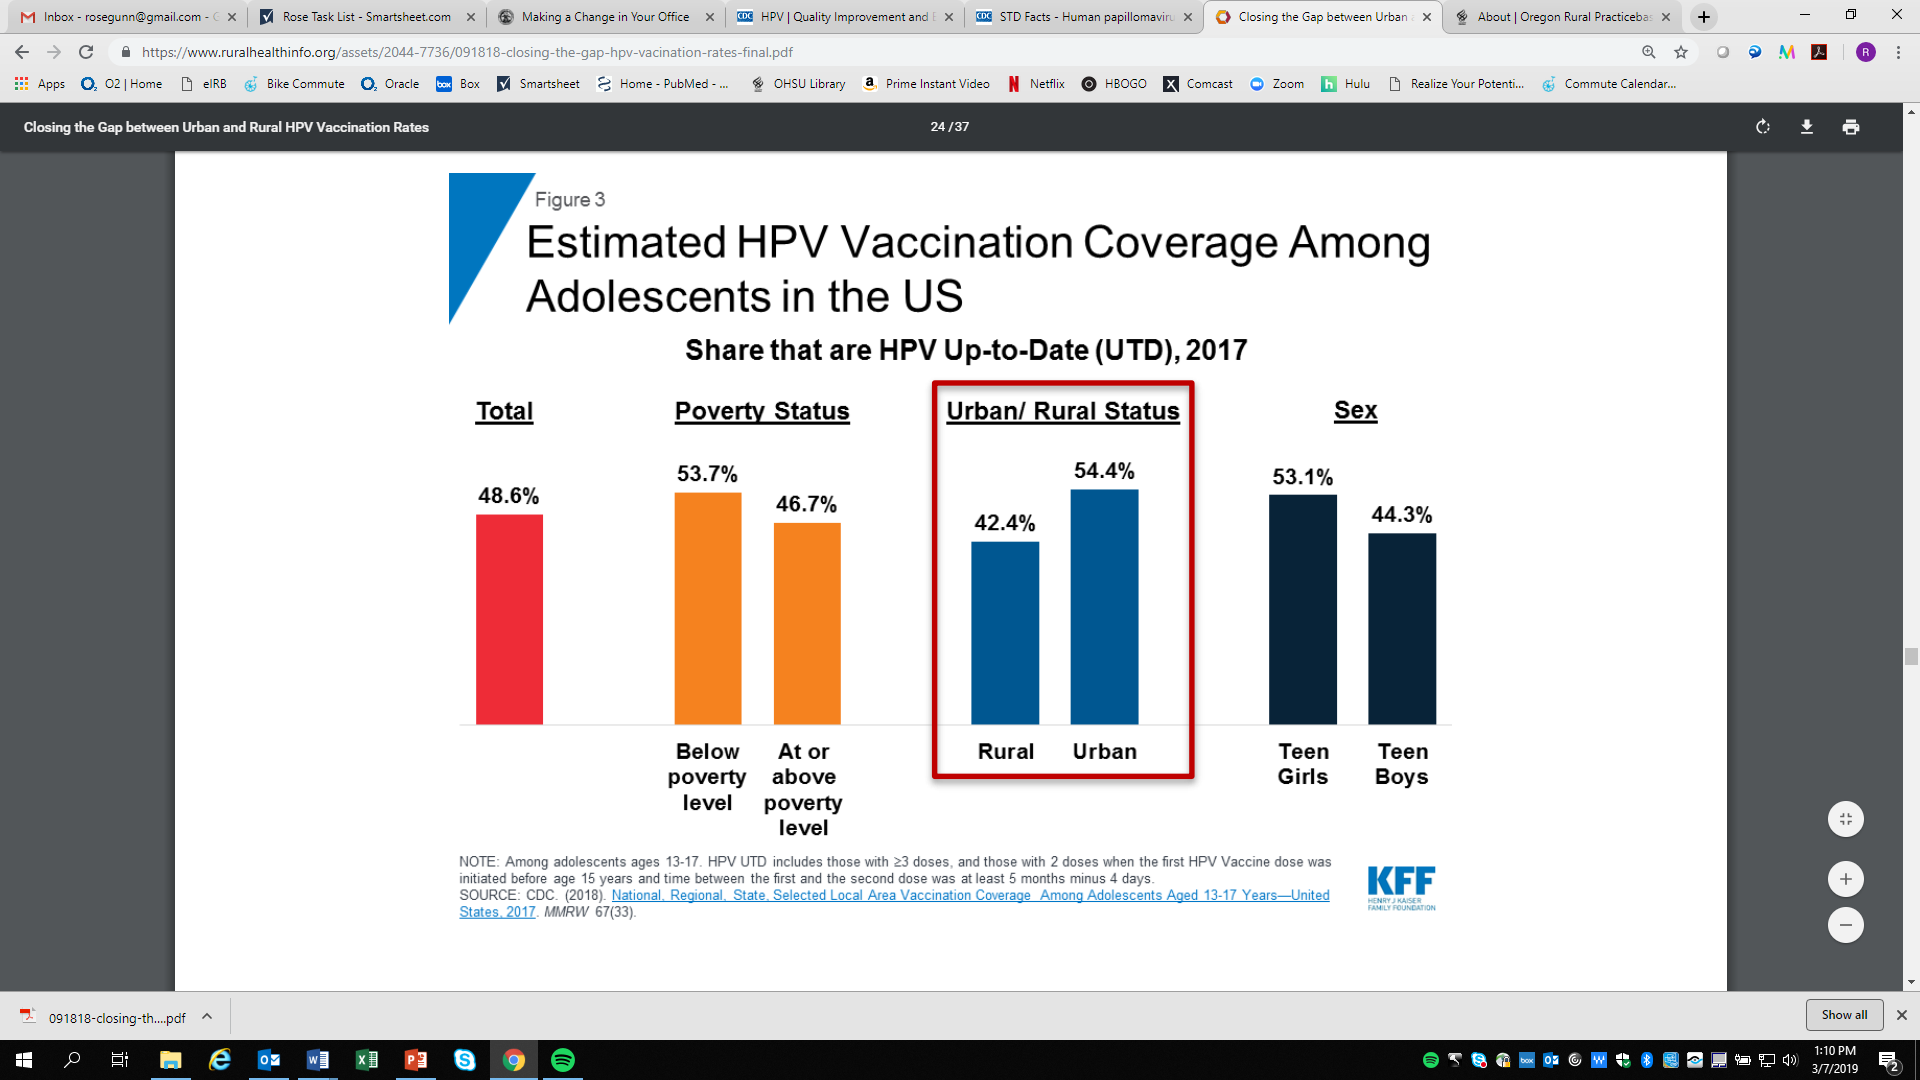 Inbox - rosegunn@gmail.com - G
Rose Task List - Smartsheet.com
Making a Change in Your Office
CDC
HPV | Quality Improvement and E
CDC
STD Facts - Human papillomaviru
Closing the Gap between Urban a
About | Oregon Rural Practicebas
https://www.ruralhealthinfo.org/assets/2044-7736/091818-closing-the-gap-hpv-vacination-rates-final.pdf
R
Apps
O2 | Home
eIRB
Bike Commute
Oracle
box
Box
Smartsheet
Home - PubMed - ...
OHSU Library
Prime Instant Video
Netflix
HBOGO
Comcast
Zoom
Hulu
Realize Your Potenti...
Commute Calendar...
Closing the Gap between Urban and Rural HPV Vaccination Rates
24 / 37
Figure 3
Estimated HPV Vaccination Coverage Among
Adolescents in the US
Share that are HPV Up-to-Date (UTD), 2017
Total
Poverty Status
Urban/ Rural Status
Sex
48.6%
53.7%
46.7%
42.4%
54.4%
53.1%
44.3%
Below
poverty
level
At or
above
poverty
level
Rural
Urban
Teen
Girls
Teen
Boys
NOTE: Among adolescents ages 13-17. HPV UTD includes those with ≥3 doses, and those with 2 doses when the first HPV Vaccine dose was
initiated before age 15 years and time between the first and the second dose was at least 5 months minus 4 days.
SOURCE: CDC. (2018). National, Regional, State, Selected Local Area Vaccination Coverage Among Adolescents Aged 13-17 Years—United
States, 2017. MMRW 67(33).
KFF
HENRY J KAISER
FAMILY FOUNDATION
091818-closing-th....pdf
Show all
1:10 PM
3/7/2019
2